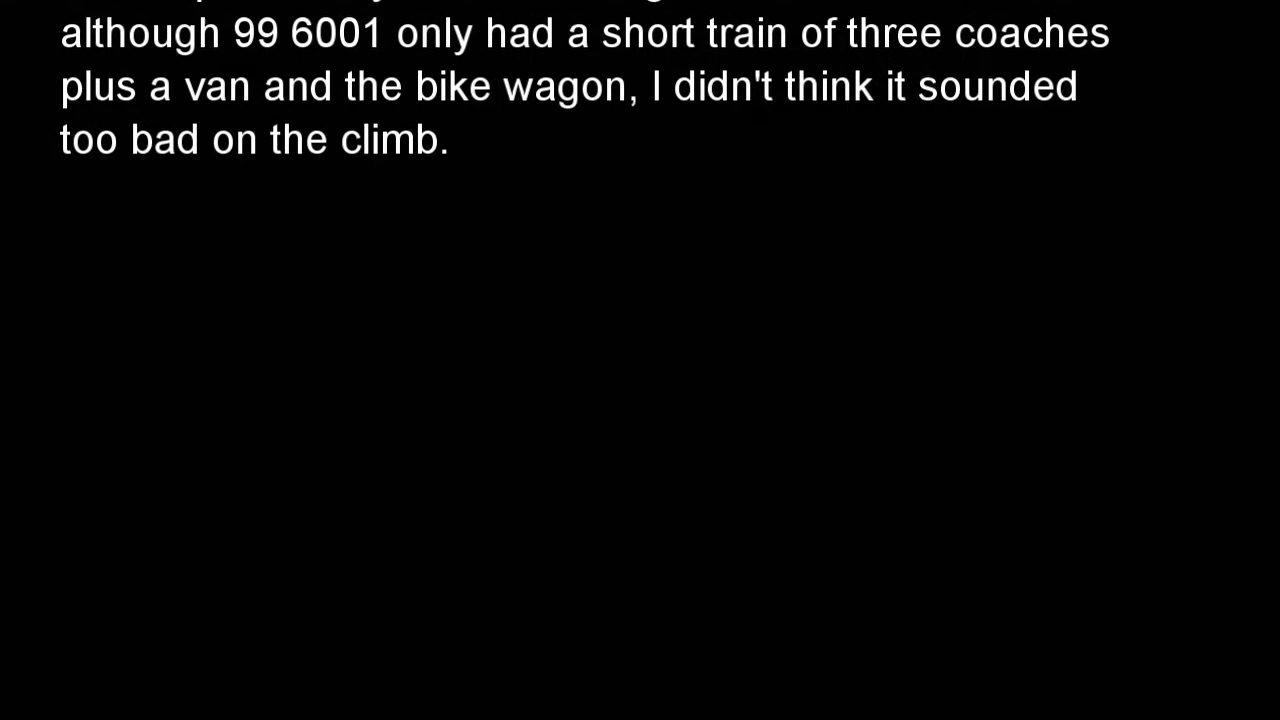 although 99 6001 only had a short train of three coaches
plus a van and the bike wagon, I didn't think it sounded
too bad on the climb.